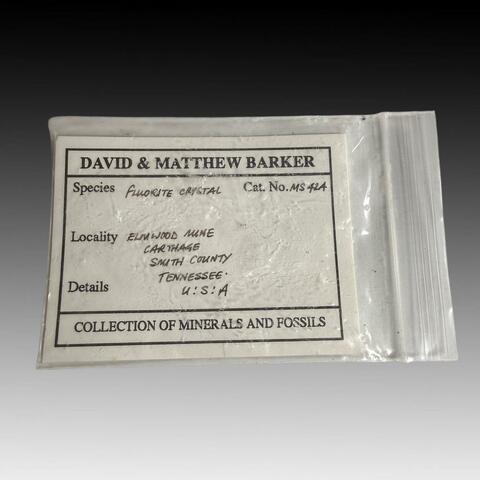 DAVID & MATTHEW BARKER
Species FLUORITE CRYSTAL Cat. No. MS 424
Locality ELMWOOD MINE
CARTHAGE
SMITH COUNTY
TENNESSEE.
Details U:S:A
COLLECTION OF MINERALS AND FOSSILS